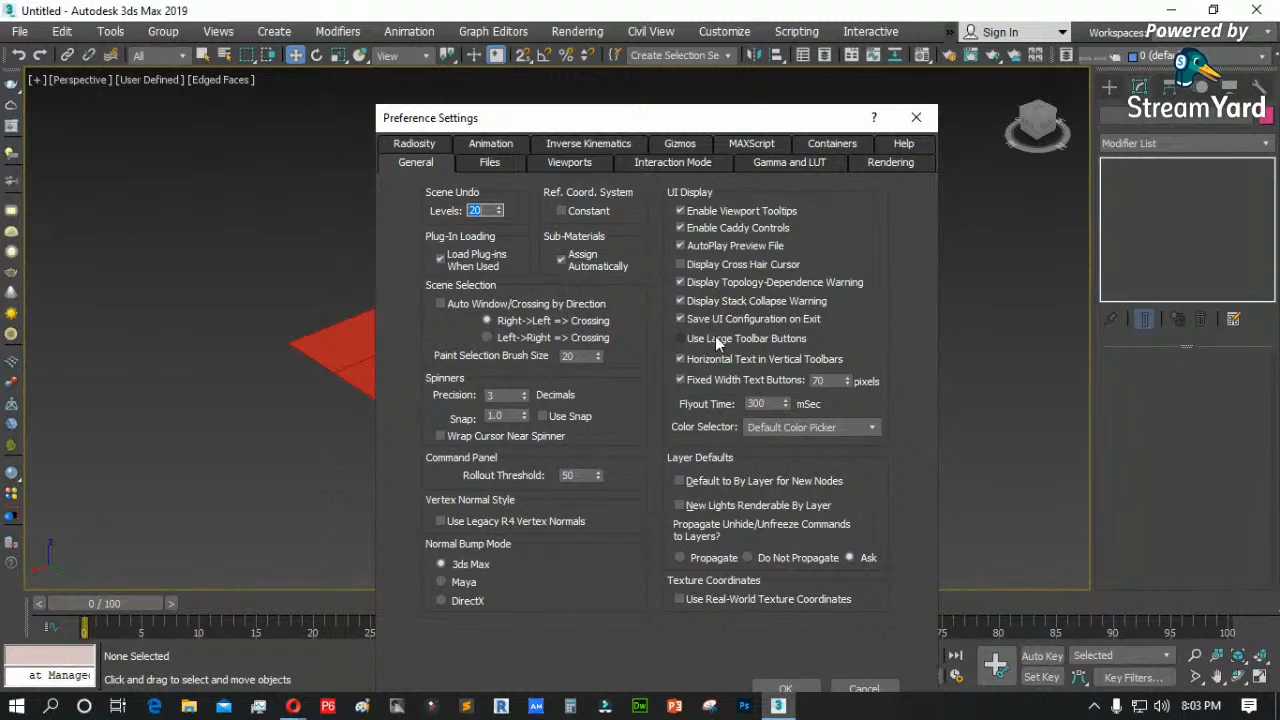 Untitled - Autodesk 3ds Max 2019
File Edit Tools Group Views Create Modifiers Animation Graph Editors Rendering Civil View Customize Scripting Interactive Sign In Workspaces:
Powered by
StreamYard
All View Create Selection Se 0 (defa
[+] [Perspective] [User Defined] [Edged Faces]
Modifier List
Preference Settings
Radiosity Animation Inverse Kinematics Gizmos MAXScript Containers Help
General Files Viewports Interaction Mode Gamma and LUT Rendering
Scene Undo
Levels: 20
Ref. Coord. System
Constant
Plug-In Loading
Load Plug-ins
When Used
Sub-Materials
Assign
Automatically
Scene Selection
Auto Window/Crossing by Direction
Right->Left => Crossing
Left->Right => Crossing
Paint Selection Brush Size 20
Spinners
Precision: 3 Decimals
Snap: 1.0 Use Snap
Wrap Cursor Near Spinner
Command Panel
Rollout Threshold: 50
Vertex Normal Style
Use Legacy R4 Vertex Normals
Normal Bump Mode
3ds Max
Maya
DirectX
UI Display
Enable Viewport Tooltips
Enable Caddy Controls
AutoPlay Preview File
Display Cross Hair Cursor
Display Topology-Dependence Warning
Display Stack Collapse Warning
Save UI Configuration on Exit
Use Large Toolbar Buttons
Horizontal Text in Vertical Toolbars
Fixed Width Text Buttons: 70 pixels
Flyout Time: 300 mSec
Color Selector: Default Color Picker
Layer Defaults
Default to By Layer for New Nodes
New Lights Renderable By Layer
Propagate Unhide/Unfreeze Commands
to Layers?
Propagate Do Not Propagate Ask
Texture Coordinates
Use Real-World Texture Coordinates
OK Cancel
0 / 100
0 5 10 15 20 25 75 80 85 90 95 100
None Selected
Click and drag to select and move objects
at Manage
Auto Key Selected
Set Key Key Filters...
8:03 PM